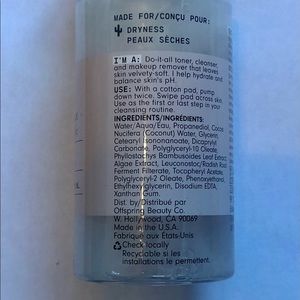 MADE FOR/CONÇU POUR:
DRYNESS
PEAUX SÈCHES
I'M A: Do-it-all toner, cleanser,
and makeup remover that leaves
skin velvety-soft. I help hydrate and
balance skin's pH.
USE: With a cotton pad, pump
down twice. Swipe pad across skin.
Use as the first or last step in your
cleansing routine.
INGREDIENTS/INGRÉDIENTS:
Water/Aqua/Eau, Propanediol, Cocos
Nucifera (Coconut) Water, Glycerin,
Cetearyl Isononanoate, Dicaprylyl
Carbonate, Polyglyceryl-10 Oleate,
Phyllostachys Bambusoides Leaf Extract,
Algae Extract, Leuconostoc/Radish Root
Ferment Filtrate, Tocopheryl Acetate,
Polyglyceryl-2 Oleate, Phenoxyethanol,
Ethylhexylglycerin, Disodium EDTA,
Xanthan Gum.
Dist. by/Distribué par
Offspring Beauty Co.
W. Hollywood, CA 90069
Made in the U.S.A.
Fabriqué aux États-Unis
Check locally
Recyclable si les
installations le permettent.